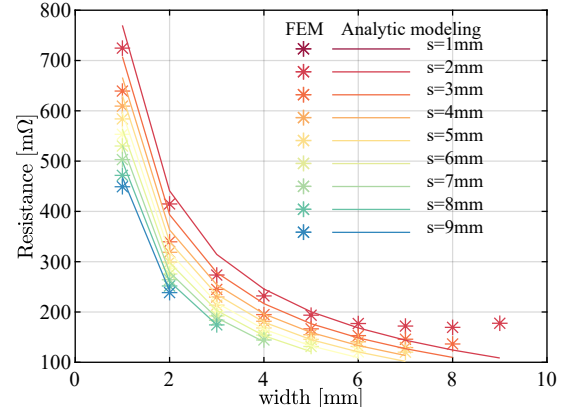 FEM Analytic modeling
s=1mm
s=2mm
s=3mm
s=4mm
s=5mm
s=6mm
s=7mm
s=8mm
s=9mm
800
700
600
500
400
300
200
100
Resistance [mΩ]
0 2 4 6 8 10
width [mm]